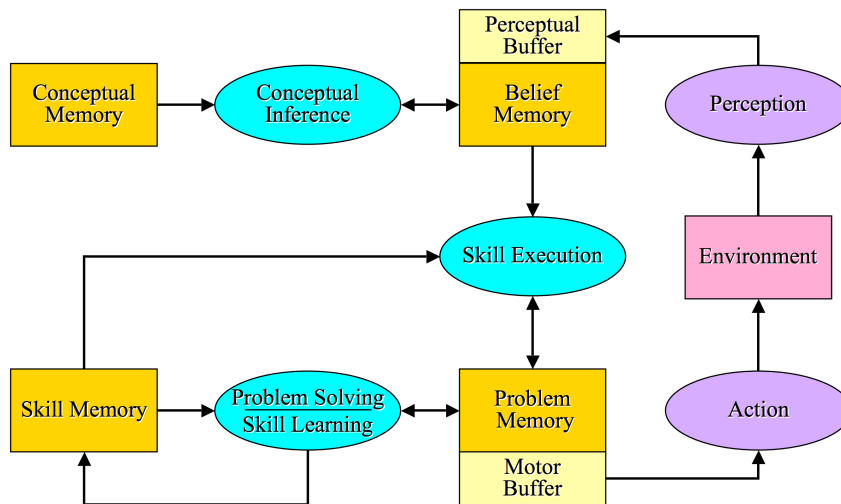 Perceptual
Buffer
Conceptual
Memory
Conceptual
Inference
Belief
Memory
Perception
Skill Execution
Environment
Skill Memory
Problem Solving
Skill Learning
Problem
Memory
Action
Motor
Buffer